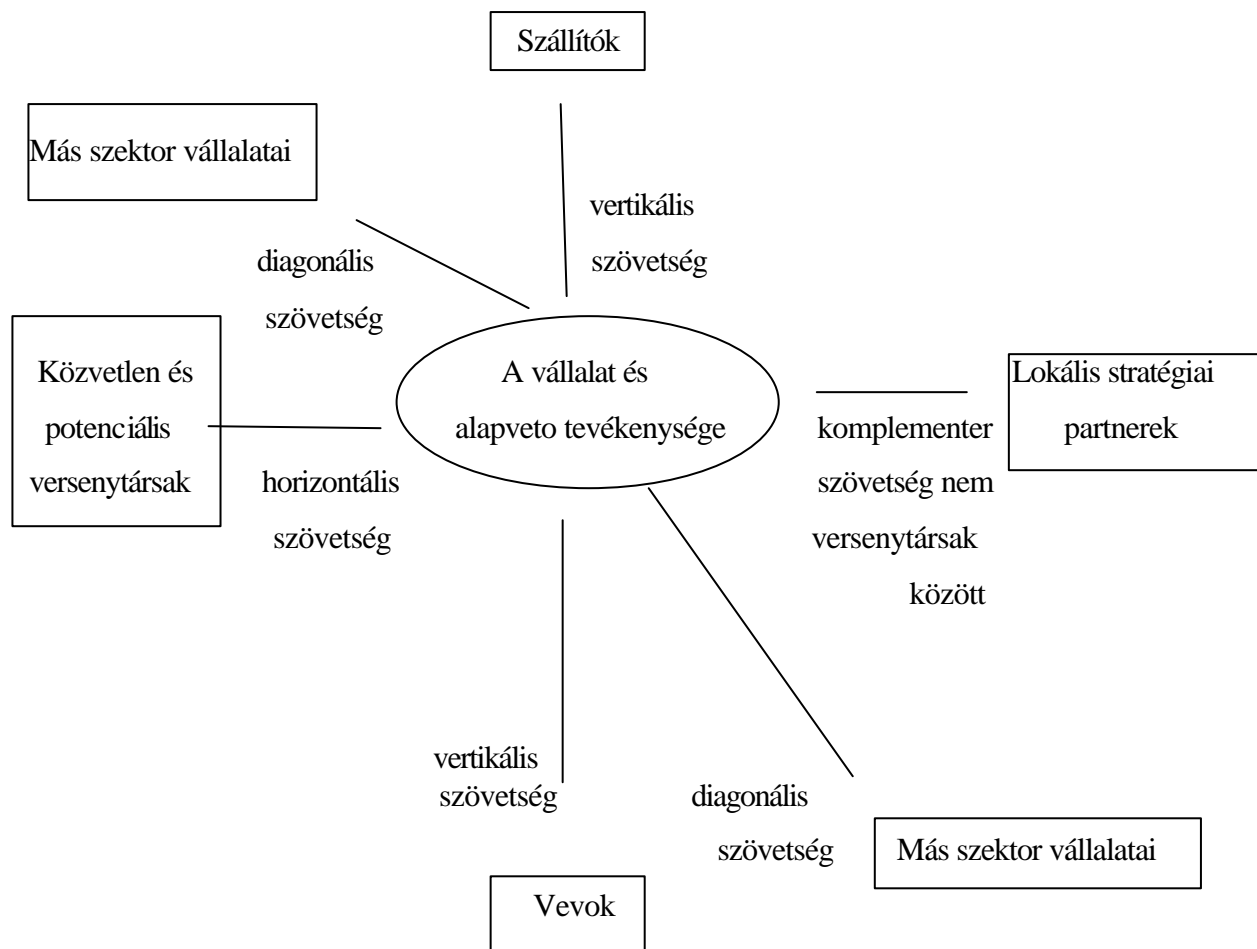 Szállítók
Más szektor vállalatai
vertikális
szövetség
diagonális
szövetség
Közvetlen és
potenciális
versenytársak
A vállalat és
alapveto tevékenysége
Lokális stratégiai
partnerek
horizontális
szövetség
komplementer
szövetség nem
versenytársak
között
vertikális
szövetség
diagonális
szövetség
Más szektor vállalatai
Vevok